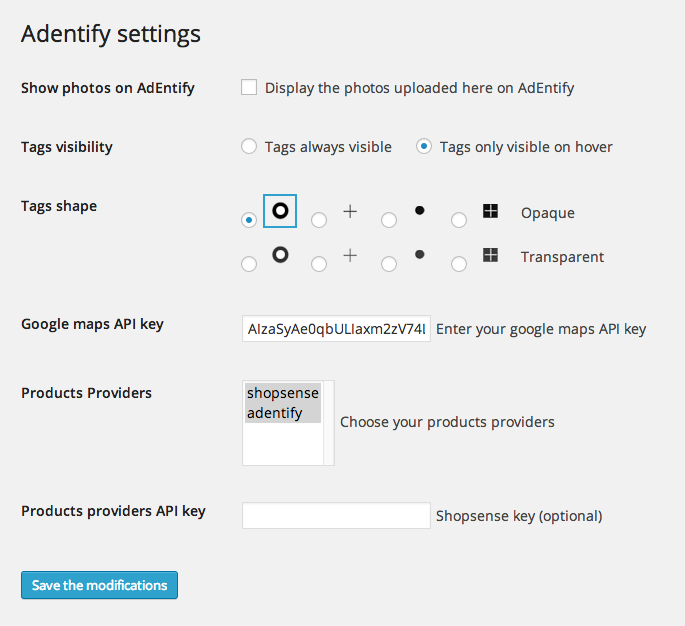 Adentify settings
Show photos on AdEntify Display the photos uploaded here on AdEntify
Tags visibility Tags always visible Tags only visible on hover
Tags shape Opaque
Transparent
Google maps API key AIzaSyAe0qbULIaxm2zV74l Enter your google maps API key
Products Providers shopsense
adentify
Choose your products providers
Products providers API key Shopsense key (optional)
Save the modifications